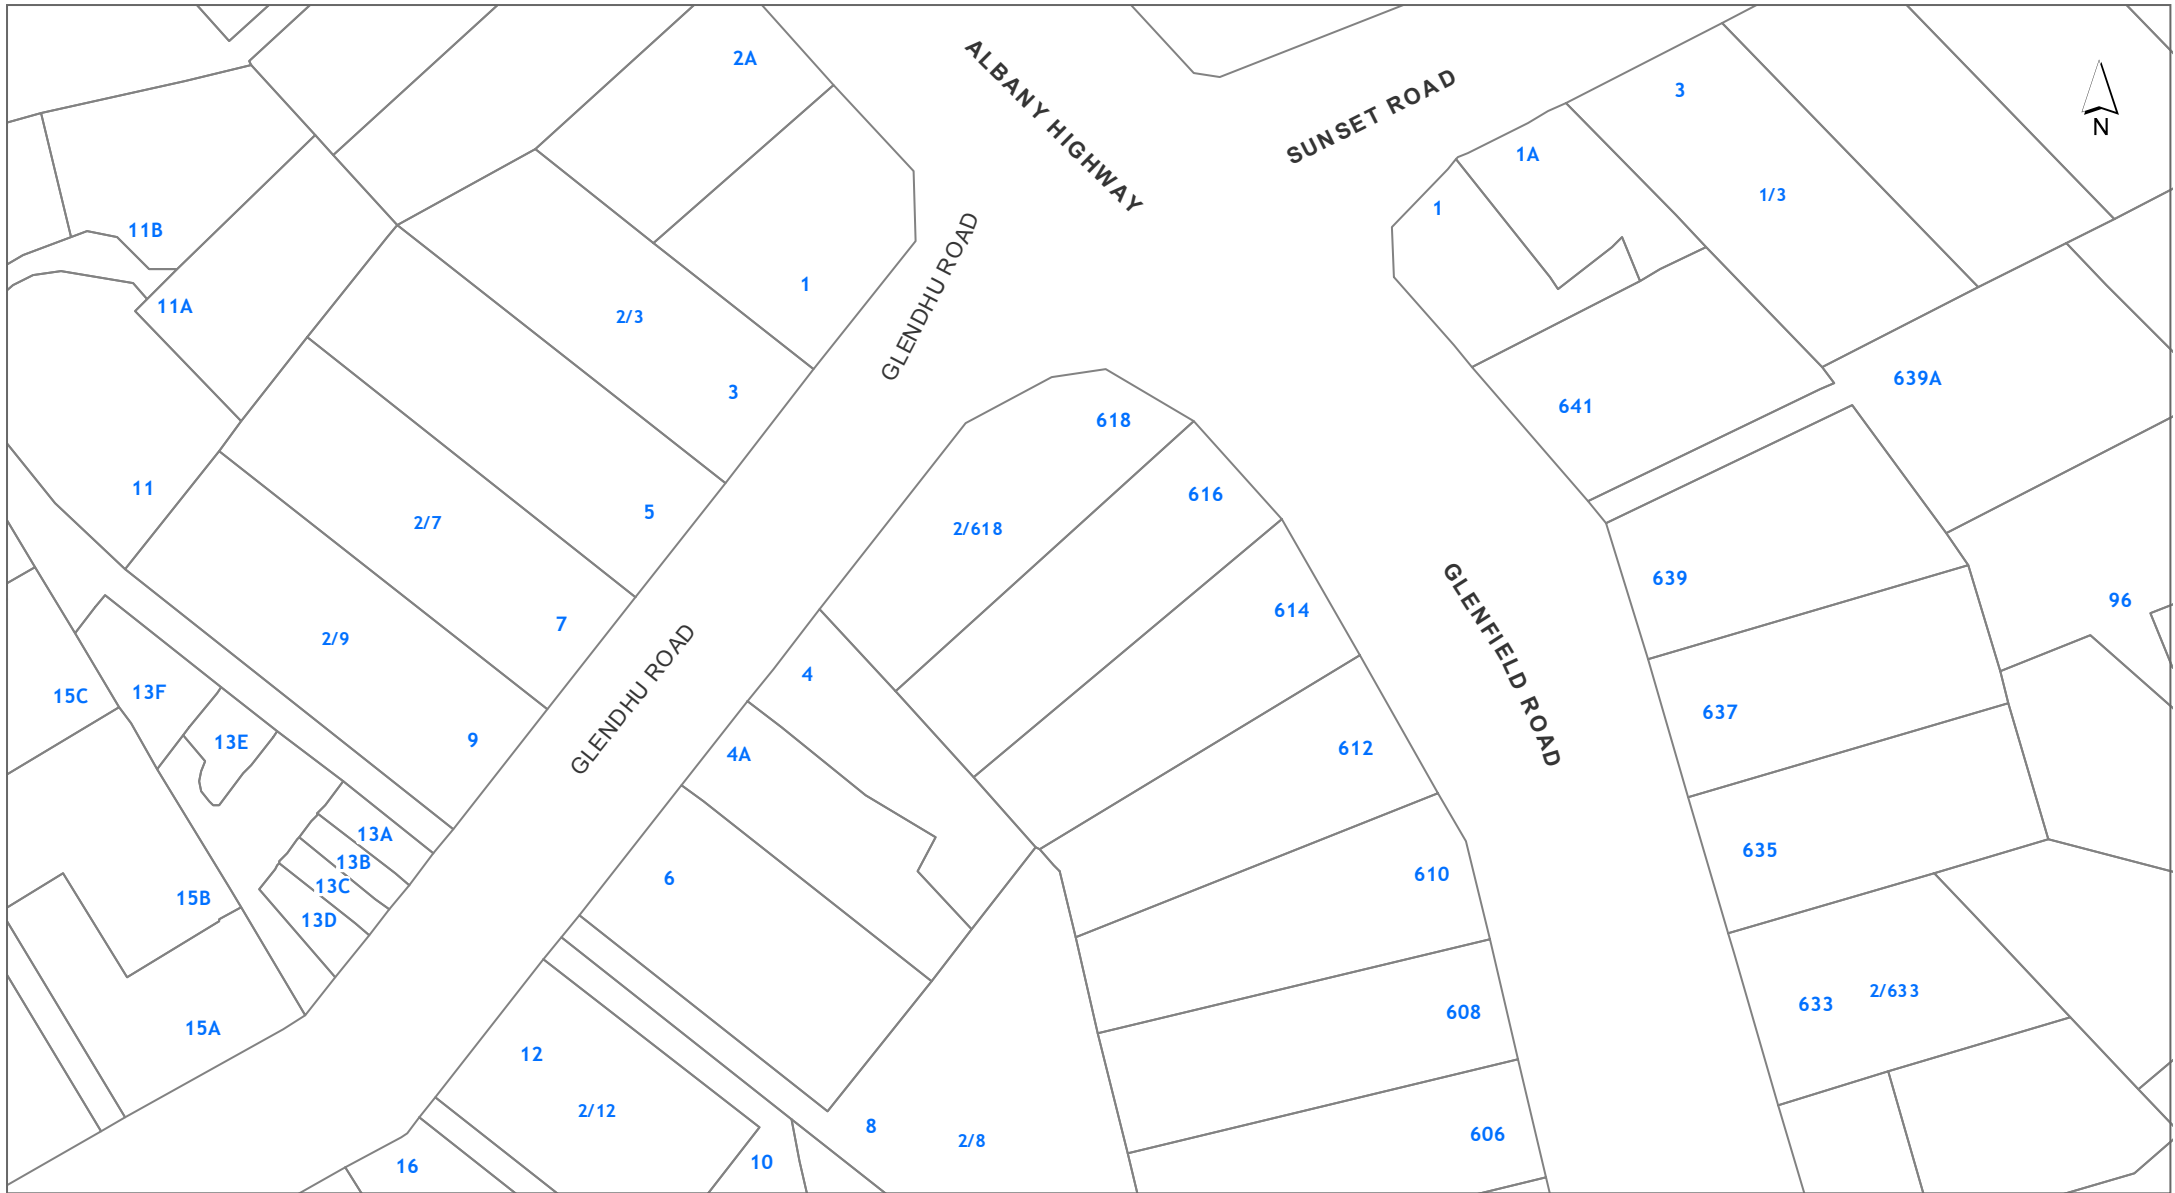 2A
ALBANY HIGHWAY
SUNSET ROAD
3
N
1A
1/3
1
11B
GLENDHU ROAD
1
11A
2/3
3
639A
641
618
11
616
2/7
5
2/618
GLENFIELD ROAD
639
96
614
7
2/9
GLENDHU ROAD
4
15C
13F
637
13E
9
4A
612
13A
635
13B
13C
6
610
15B
13D
2/633
633
608
15A
12
2/12
8
606
2/8
10
16